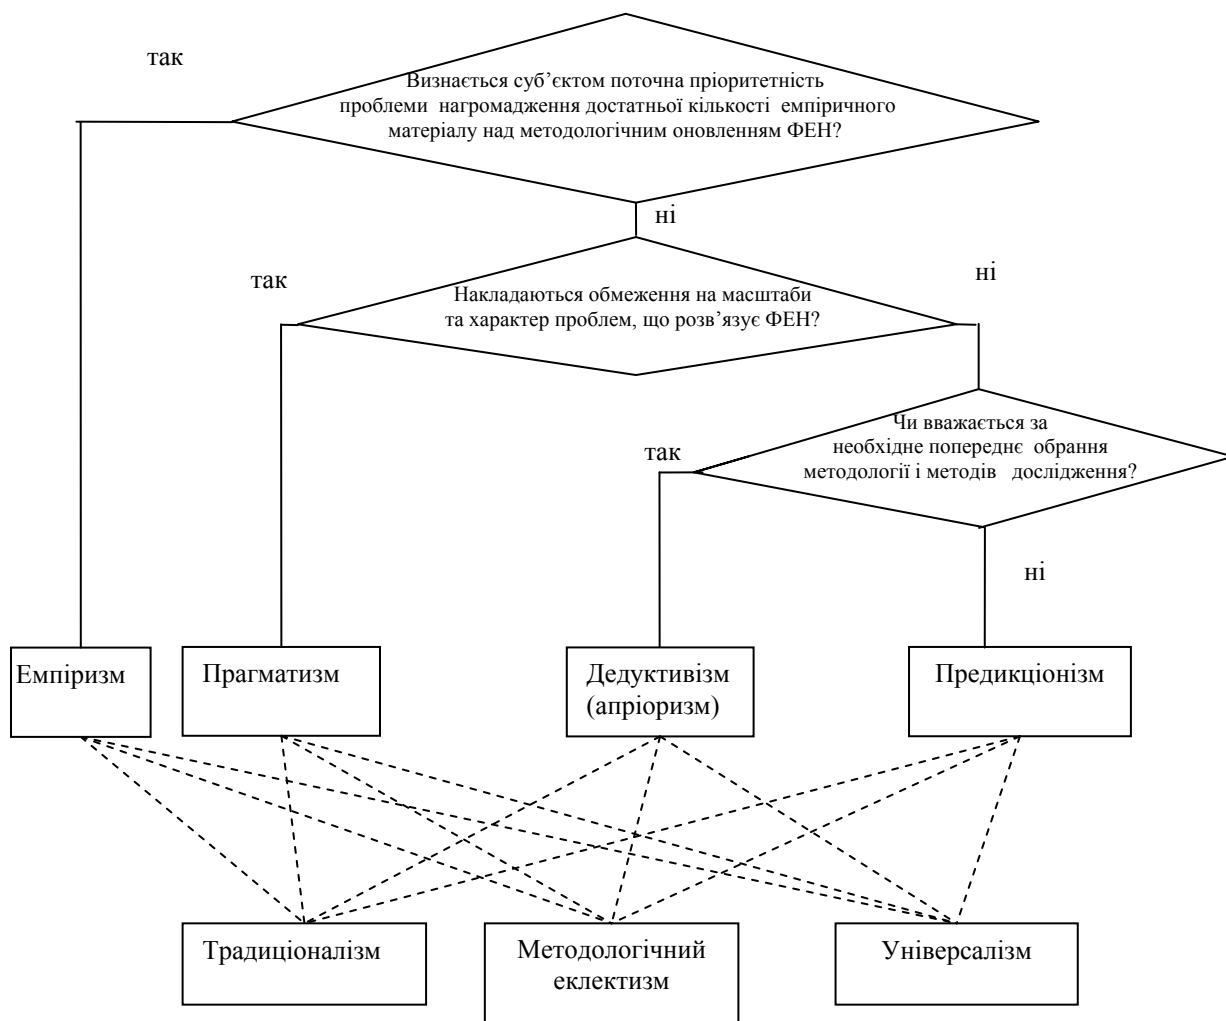 так
Визнається суб’єктом поточна пріоритетність
проблеми нагромадження достатньої кількості емпіричного
матеріалу над методологічним оновленням ФЕН?
ні
так
ні
Накладаються обмеження на масштаби
та характер проблем, що розв’язує ФЕН?
Чи вважається за
необхідне попереднє обрання
методології і методів дослідження?
так
ні
Емпіризм
Прагматизм
Дедуктивізм
(апріоризм)
Предикціонізм
Традиціоналізм
Методологічний
еклектизм
Універсалізм